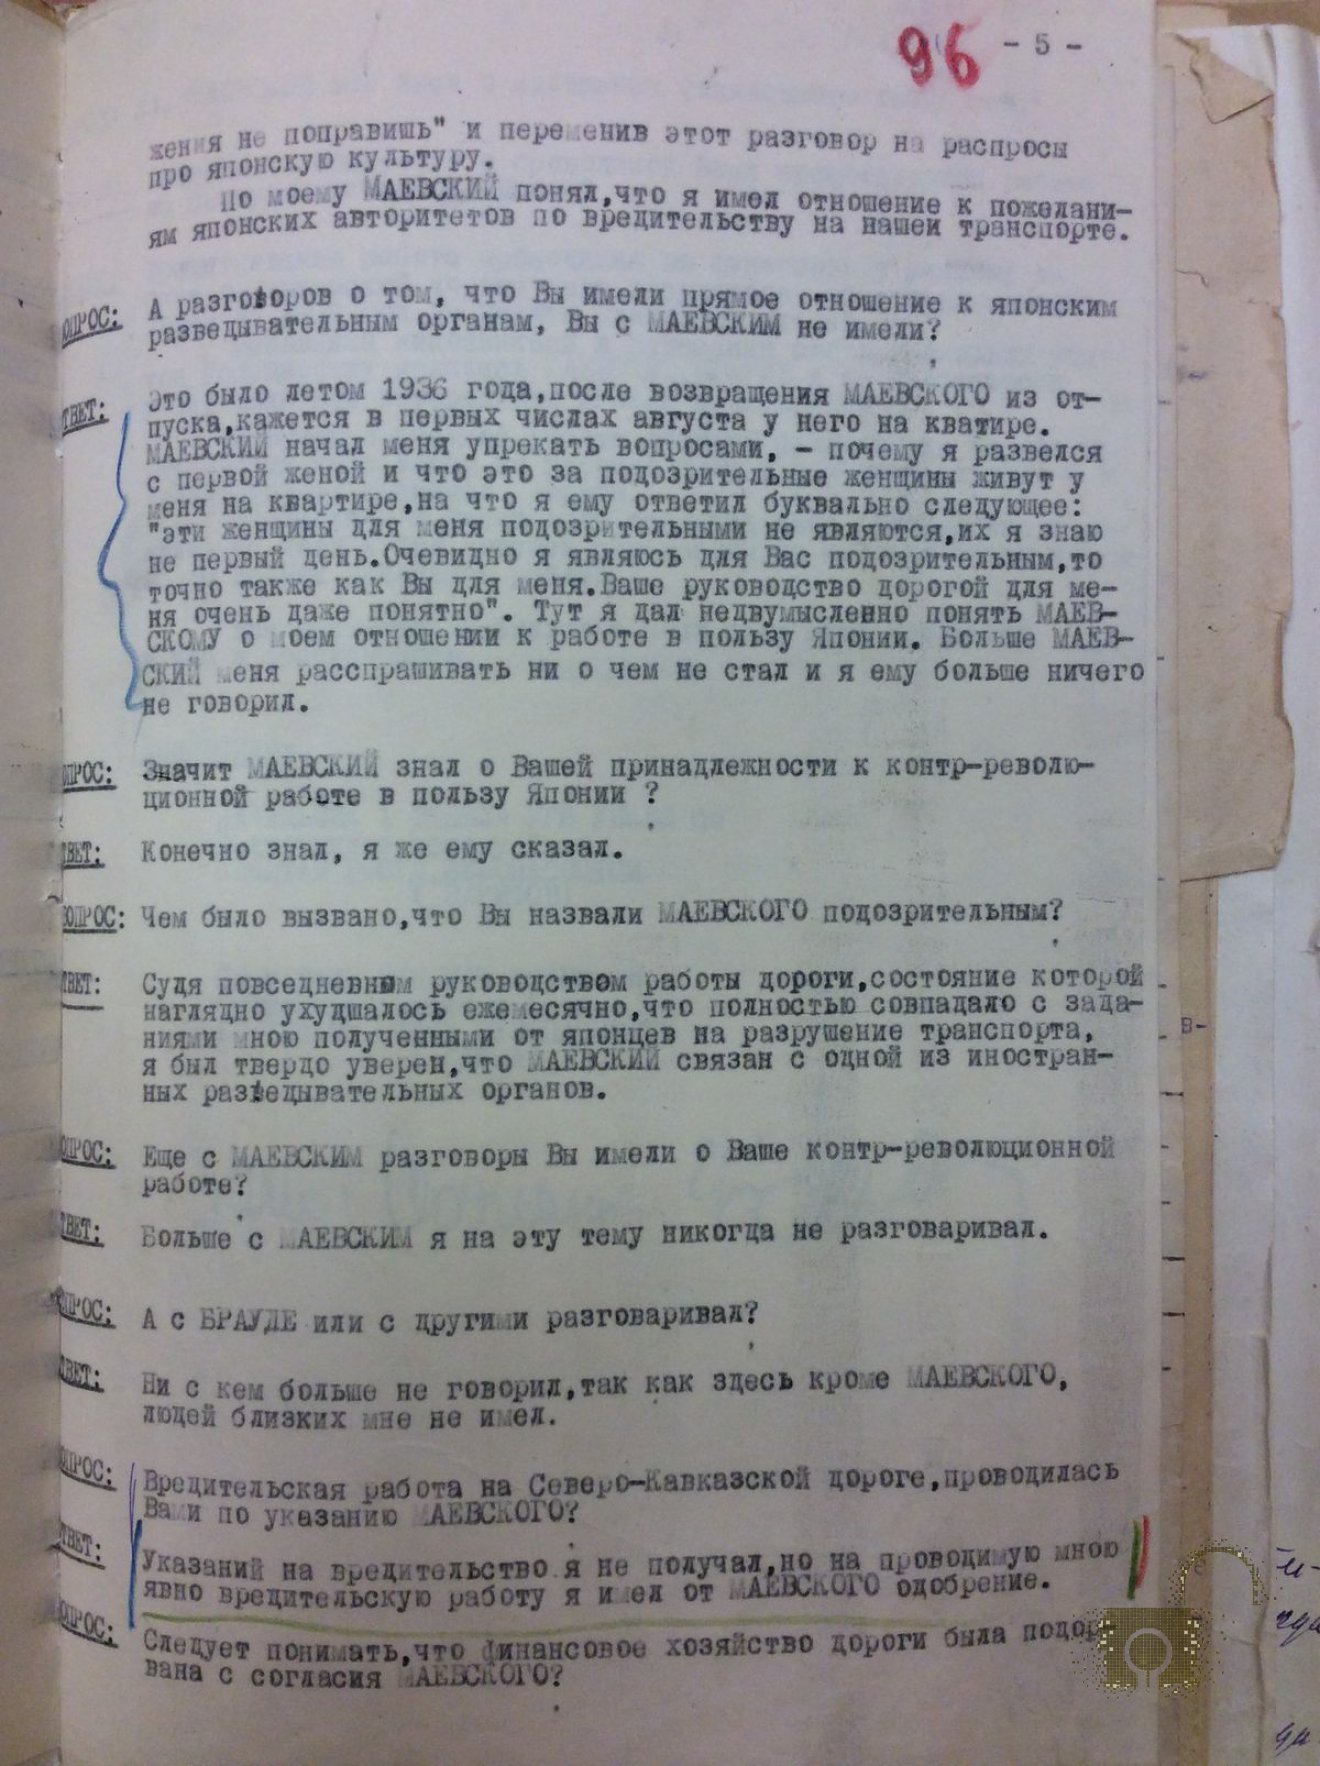 96 - 5 -
жения не поправишь" и переменив этот разговор на распросы
про японскую культуру.
По моему МАЕВСКИЙ понял,что я имел отношение к пожелани-
ям японских авторитетов по вредительству на нашей транспорте.
ОПРОС: А разговоров о том, что Вы имели прямое отношение к японским
разведывательным органам, Вы с МАЕВСКИМ не имели?
ТВЕТ: Это было летом 1936 года,после возвращения МАЕВСКОГО из от-
пуска,кажется в первых числах августа у него на кватире.
МАЕВСКИЙ начал меня упрекать вопросами, - почему я развелся
с первой женой и что это за подозрительные женщины живут у
меня на квартире,на что я ему ответил буквально следующее:
"эти женщины для меня подозрительными не являются,их я знаю
не первый день.Очевидно я являюсь для Вас подозрительным,то
точно также как Вы для меня.Ваше руководство дорогой для ме-
ня очень даже понятно". Тут я дал недвумысленно понять МАЕВ-
СКОМУ о моем отношении к работе в пользу Японии. Больше МАЕВ-
СКИЙ меня расспрашивать ни о чем не стал и я ему больше ничего
не говорил.
ОПРОС: Значит МАЕВСКИЙ знал о Вашей принадлежности к контр-револю-
ционной работе в пользу Японии ?
ТВЕТ: Конечно знал, я же ему сказал.
ВОПРОС: Чем было вызвано,что Вы назвали МАЕВСКОГО подозрительным?
ТВЕТ: Судя повседневным руководством работы дороги,состояние которой
наглядно ухудшалось ежемесячно,что полностью совпадало с зада-
ниями мною полученными от японцев на разрушение транспорта,
я был твердо уверен,что МАЕВСКИЙ связан с одной из иностран-
ных разведывательных органов.
ОПРОС: Еще с МАЕВСКИМ разговоры Вы имели о Ваше контр-революционной
работе?
ТВЕТ: Больше с МАЕВСКИМ я на эту тему никогда не разговаривал.
ОПРОС: А с БРАУДЕ или с другими разговаривал?
ТВЕТ: Ни с кем больше не говорил,так как здесь кроме МАЕВСКОГО,
людей близких мне не имел.
ОПРОС: Вредительская работа на Северо-Кавказской дороге,проводилась
Вами по указанию МАЕВСКОГО?
ТВЕТ: Указаний на вредительство я не получал,но на проводимую мною
явно вредительскую работу я имел от МАЕВСКОГО одобрение.
ОПРОС: Следует понимать,что финансовое хозяйство дороги была подор-
вана с согласия МАЕВСКОГО?